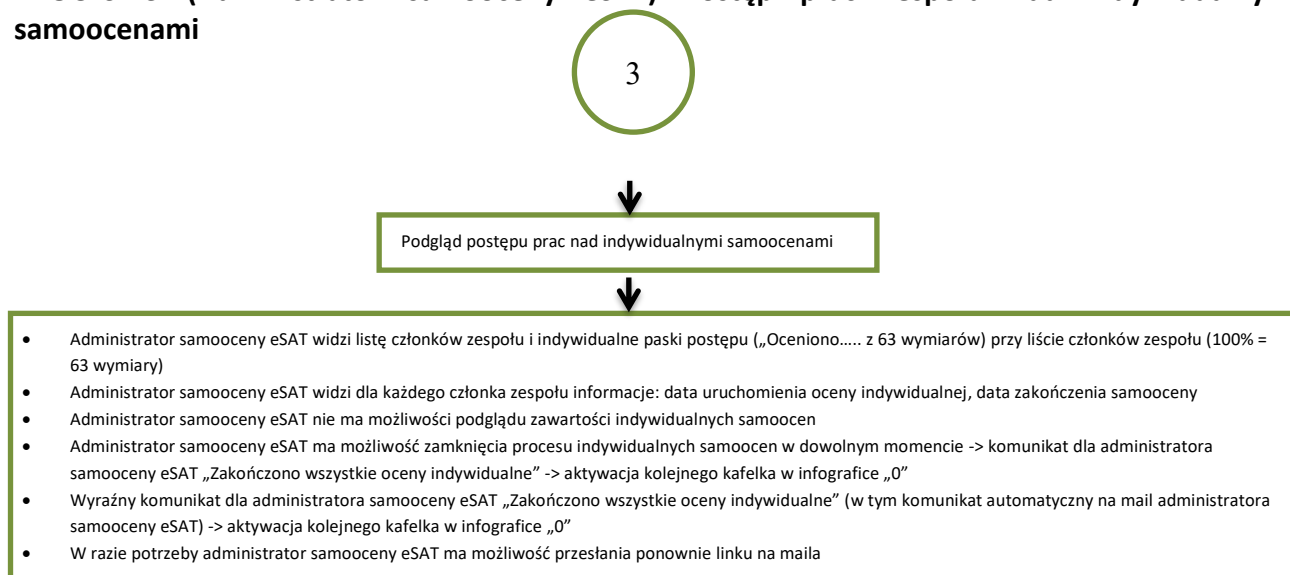 samoocenami
3
Podgląd postępu prac nad indywidualnymi samoocenami
• Administrator samooceny eSAT widzi listę członków zespołu i indywidualne paski postępu („Oceniono….. z 63 wymiarów) przy liście członków zespołu (100% =
63 wymiary)
• Administrator samooceny eSAT widzi dla każdego członka zespołu informacje: data uruchomienia oceny indywidualnej, data zakończenia samooceny
• Administrator samooceny eSAT nie ma możliwości podglądu zawartości indywidualnych samoocen
• Administrator samooceny eSAT ma możliwość zamknięcia procesu indywidualnych samoocen w dowolnym momencie -> komunikat dla administratora
samooceny eSAT „Zakończono wszystkie oceny indywidualne” -> aktywacja kolejnego kafelka w infografice „0”
• Wyraźny komunikat dla administratora samooceny eSAT „Zakończono wszystkie oceny indywidualne” (w tym komunikat automatyczny na mail administratora
samooceny eSAT) -> aktywacja kolejnego kafelka w infografice „0”
• W razie potrzeby administrator samooceny eSAT ma możliwość przesłania ponownie linku na maila